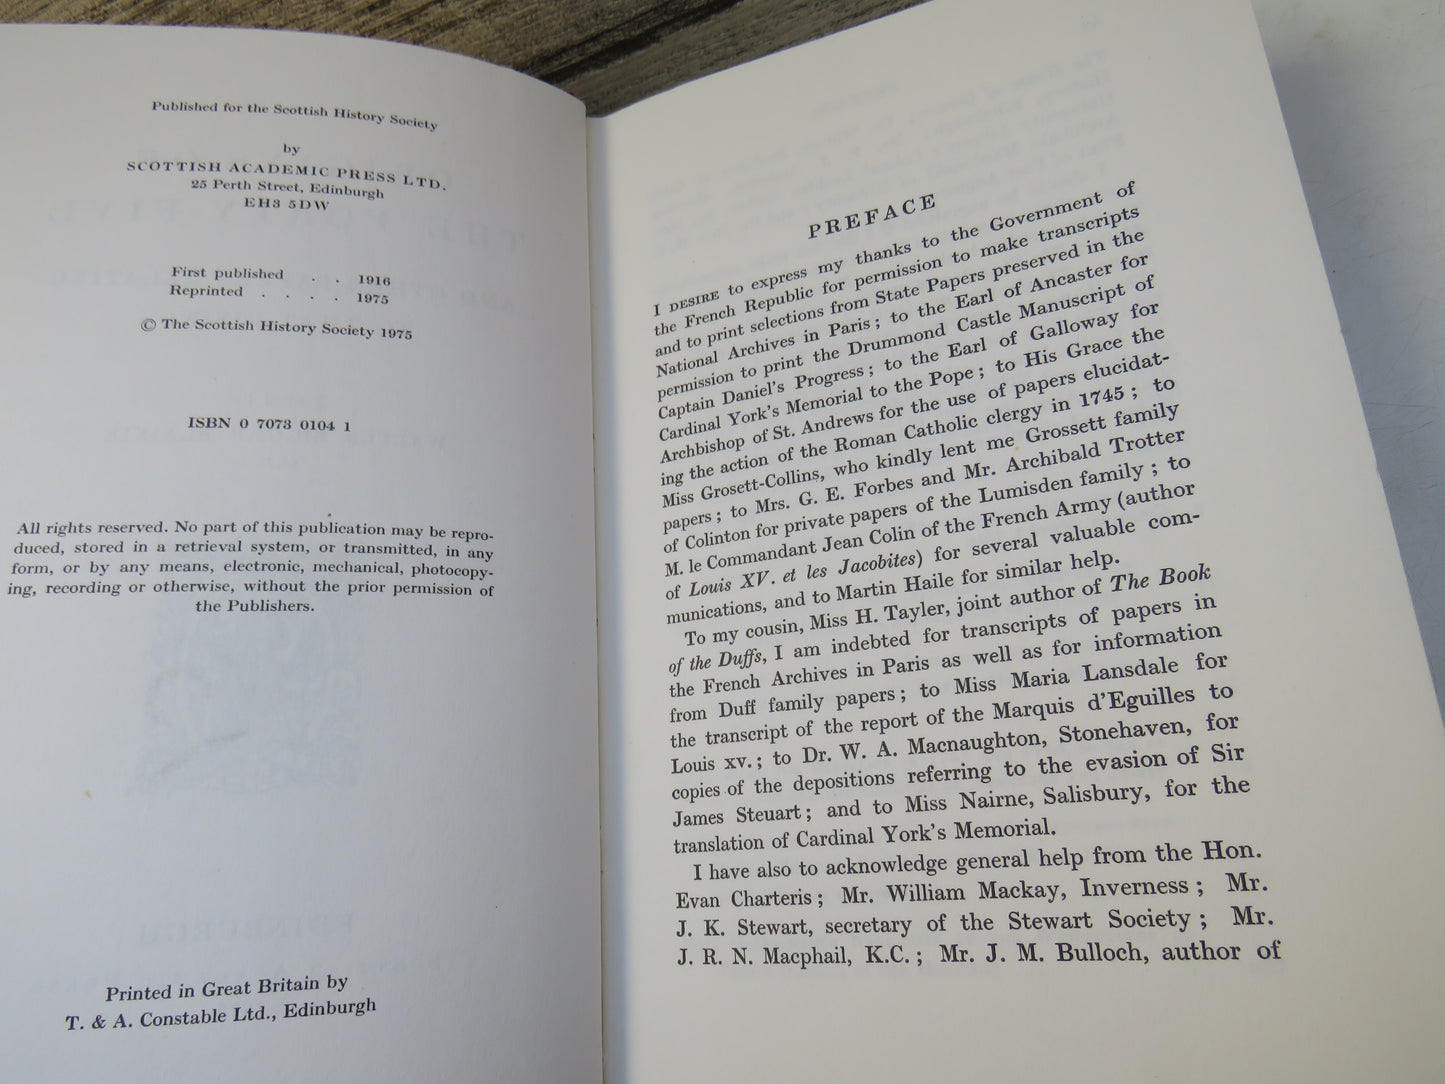 Published for the Scottish History Society
by
SCOTTISH ACADEMIC PRESS LTD.
25 Perth Street, Edinburgh
EH3 5DW
First published . . 1916
Reprinted . . . . 1975
© The Scottish History Society 1975
ISBN 0 7073 0104 1
All rights reserved. No part of this publication may be repro-
duced, stored in a retrieval system, or transmitted, in any
form, or by any means, electronic, mechanical, photocopy-
ing, recording or otherwise, without the prior permission of
the Publishers.
Printed in Great Britain by
T. & A. Constable Ltd., Edinburgh
PREFACE
I DESIRE to express my thanks to the Government of
the French Republic for permission to make transcripts
and to print selections from State Papers preserved in the
National Archives in Paris; to the Earl of Ancaster for
permission to print the Drummond Castle Manuscript of
Captain Daniel's Progress; to the Earl of Galloway for
Cardinal York's Memorial to the Pope; to His Grace the
Archbishop of St. Andrews for the use of papers elucidat-
ing the action of the Roman Catholic clergy in 1745; to
Miss Grosett-Collins, who kindly lent me Grossett family
papers; to Mrs. G. E. Forbes and Mr. Archibald Trotter
of Colinton for private papers of the Lumisden family; to
M. le Commandant Jean Colin of the French Army (author
of Louis XV. et les Jacobites) for several valuable com-
munications, and to Martin Haile for similar help.
To my cousin, Miss H. Tayler, joint author of The Book
of the Duffs, I am indebted for transcripts of papers in
the French Archives in Paris as well as for information
from Duff family papers; to Miss Maria Lansdale for
the transcript of the report of the Marquis d'Eguilles to
Louis XV.; to Dr. W. A. Macnaughton, Stonehaven, for
copies of the depositions referring to the evasion of Sir
James Steuart; and to Miss Nairne, Salisbury, for the
translation of Cardinal York's Memorial.
I have also to acknowledge general help from the Hon.
Evan Charteris; Mr. William Mackay, Inverness; Mr.
J. K. Stewart, secretary of the Stewart Society; Mr.
J. R. N. Macphail, K.C.; Mr. J. M. Bulloch, author of